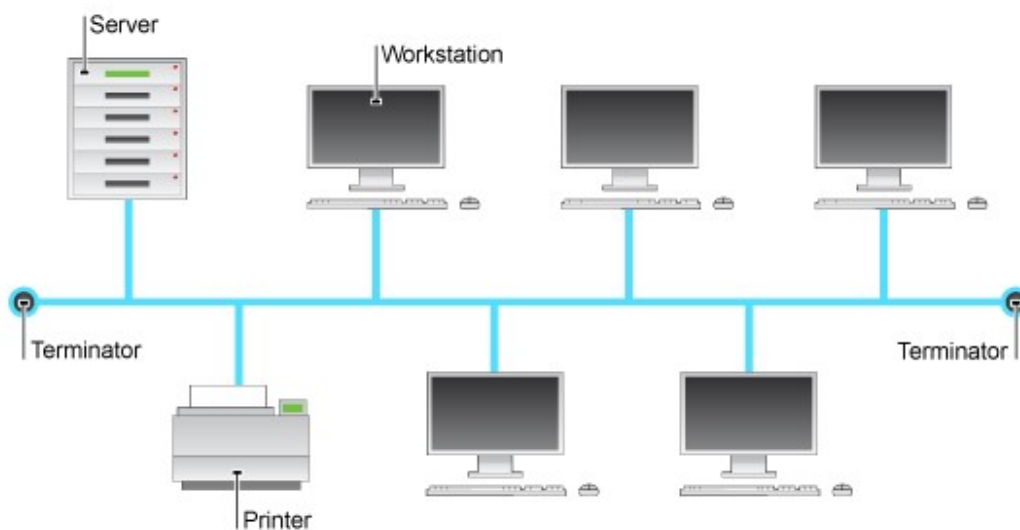 Server
Workstation
Terminator
Terminator
Printer